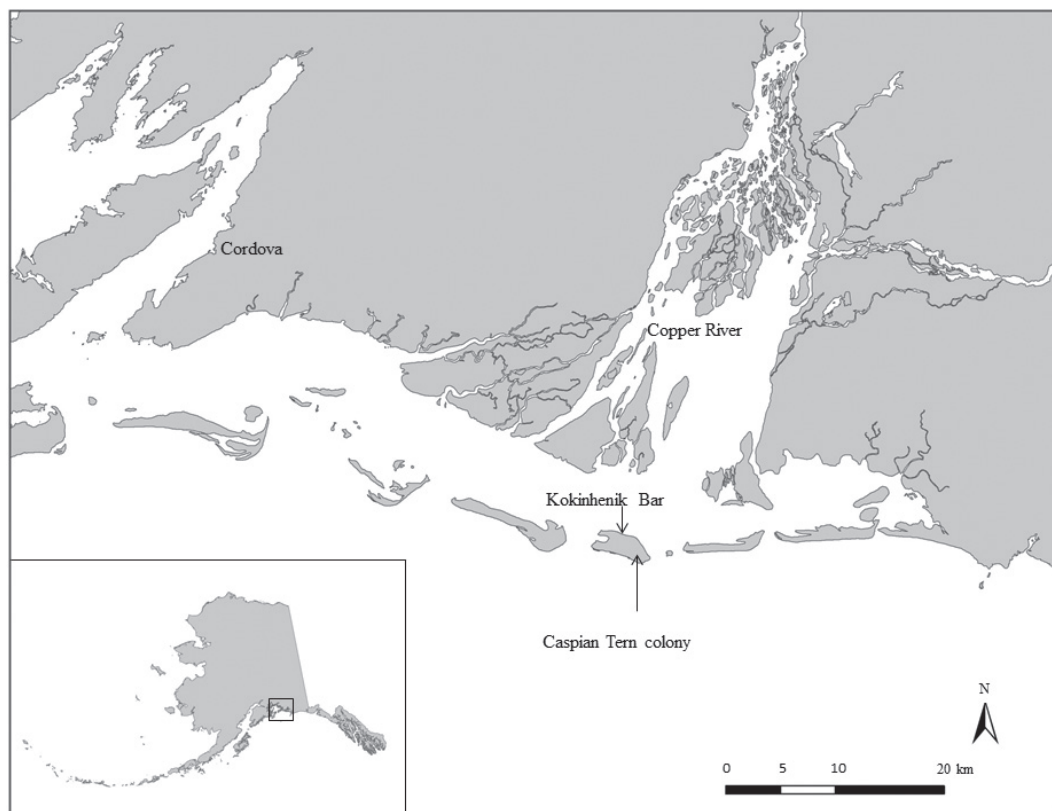 Cordova
Copper River
Kokinhenik Bar
Caspian Tern colony
N
0 5 10 20 km